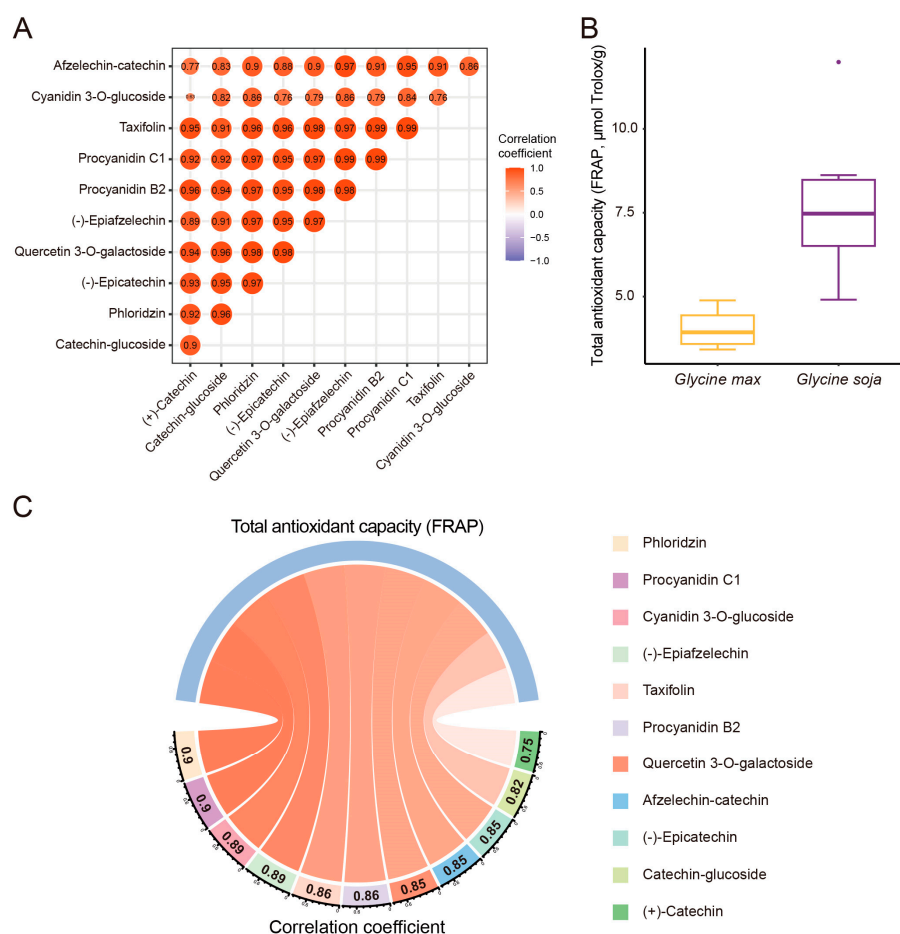 A
Afzelechin-catechin
0.77 0.83 0.9 0.88 0.9 0.97 0.91 0.95 0.91 0.86
Cyanidin 3-O-glucoside
0.82 0.86 0.76 0.79 0.86 0.79 0.84 0.76
Taxifolin
0.95 0.91 0.96 0.96 0.98 0.97 0.99 0.99
Procyanidin C1
0.92 0.92 0.97 0.95 0.97 0.99 0.99
Procyanidin B2
0.96 0.94 0.97 0.95 0.98 0.98
(-)-Epiafzelechin
0.89 0.91 0.97 0.95 0.97
Quercetin 3-O-galactoside
0.94 0.96 0.98 0.98
(-)-Epicatechin
0.93 0.95 0.97
Phloridzin
0.92 0.96
Catechin-glucoside
0.9
(+)-Catechin
Catechin-glucoside
Phloridzin
(-)-Epicatechin
Quercetin 3-O-galactoside
(-)-Epiafzelechin
Procyanidin B2
Procyanidin C1
Taxifolin
Cyanidin 3-O-glucoside
Correlation
coefficient
1.0
0.5
0.0
−0.5
−1.0
B
Total antioxidant capacity (FRAP, μmol Trolox/g)
10.0
7.5
5.0
Glycine max
Glycine soja
C
Total antioxidant capacity (FRAP)
0.9
0.9
0.89
0.89
0.86
0.86
0.85
0.85
0.85
0.82
0.75
Correlation coefficient
Phloridzin
Procyanidin C1
Cyanidin 3-O-glucoside
(-)-Epiafzelechin
Taxifolin
Procyanidin B2
Quercetin 3-O-galactoside
Afzelechin-catechin
(-)-Epicatechin
Catechin-glucoside
(+)-Catechin